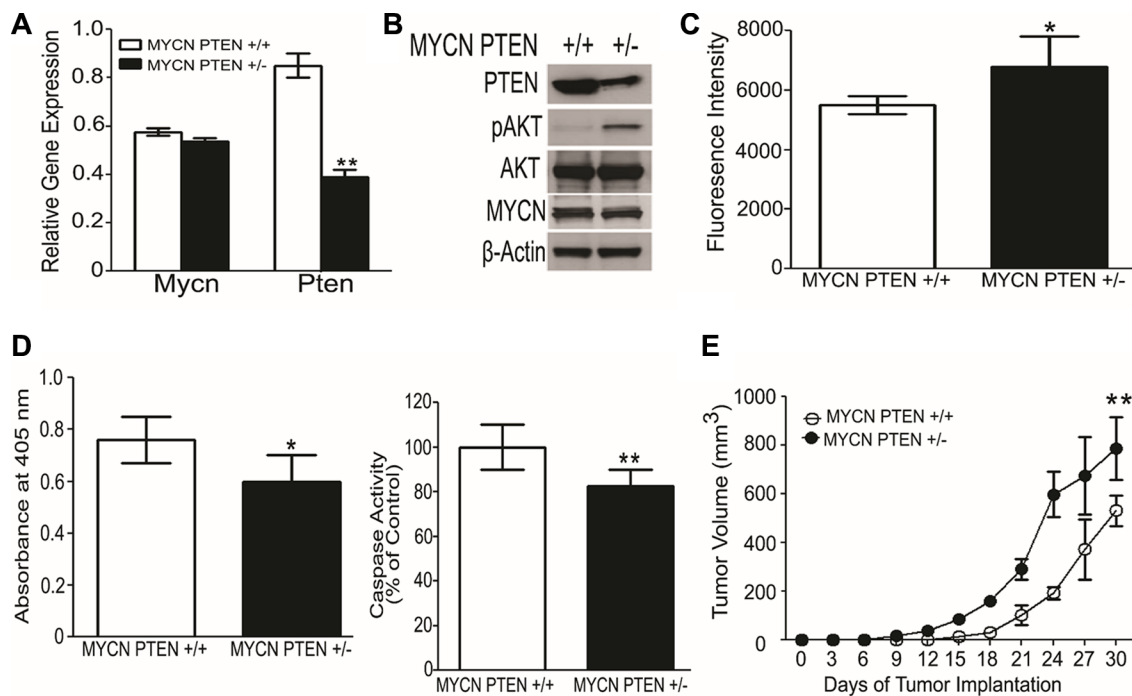 A
Relative Gene Expression
1.0
0.8
0.6
0.4
0.2
0
MYCN PTEN +/+
MYCN PTEN +/-
**
Mycn
Pten
B
MYCN PTEN +/+ +/-
PTEN
pAKT
AKT
MYCN
β-Actin
C
Fluoresence Intensity
8000
6000
4000
2000
0
*
MYCN PTEN +/+
MYCN PTEN +/-
D
Absorbance at 405 nm
1.0
0.8
0.6
0.4
0.2
0
*
MYCN PTEN +/+
MYCN PTEN +/-
Caspase Activity
(% of Control)
120
100
80
60
40
20
0
**
MYCN PTEN +/+
MYCN PTEN +/-
E
Tumor Volume (mm3)
1000
800
600
400
200
0
MYCN PTEN +/+
MYCN PTEN +/-
**
0 3 6 9 12 15 18 21 24 27 30
Days of Tumor Implantation